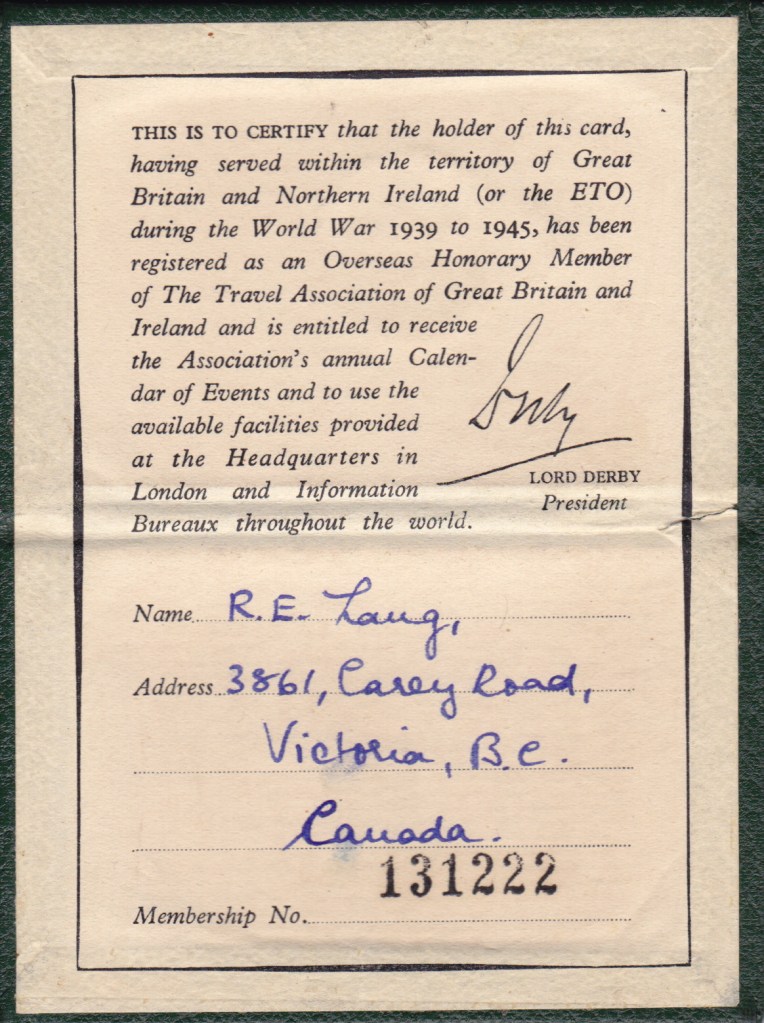 THIS IS TO CERTIFY that the holder of this card,
having served within the territory of Great
Britain and Northern Ireland (or the ETO)
during the World War 1939 to 1945, has been
registered as an Overseas Honorary Member
of The Travel Association of Great Britain and
Ireland and is entitled to receive
the Association's annual Calen-
dar of Events and to use the
available facilities provided
at the Headquarters in
London and Information
Bureaux throughout the world.
Derby
LORD DERBY
President
Name R.E. Lang,
Address 3861, Carey Road,
Victoria, B.C.
Canada.
131222
Membership No.